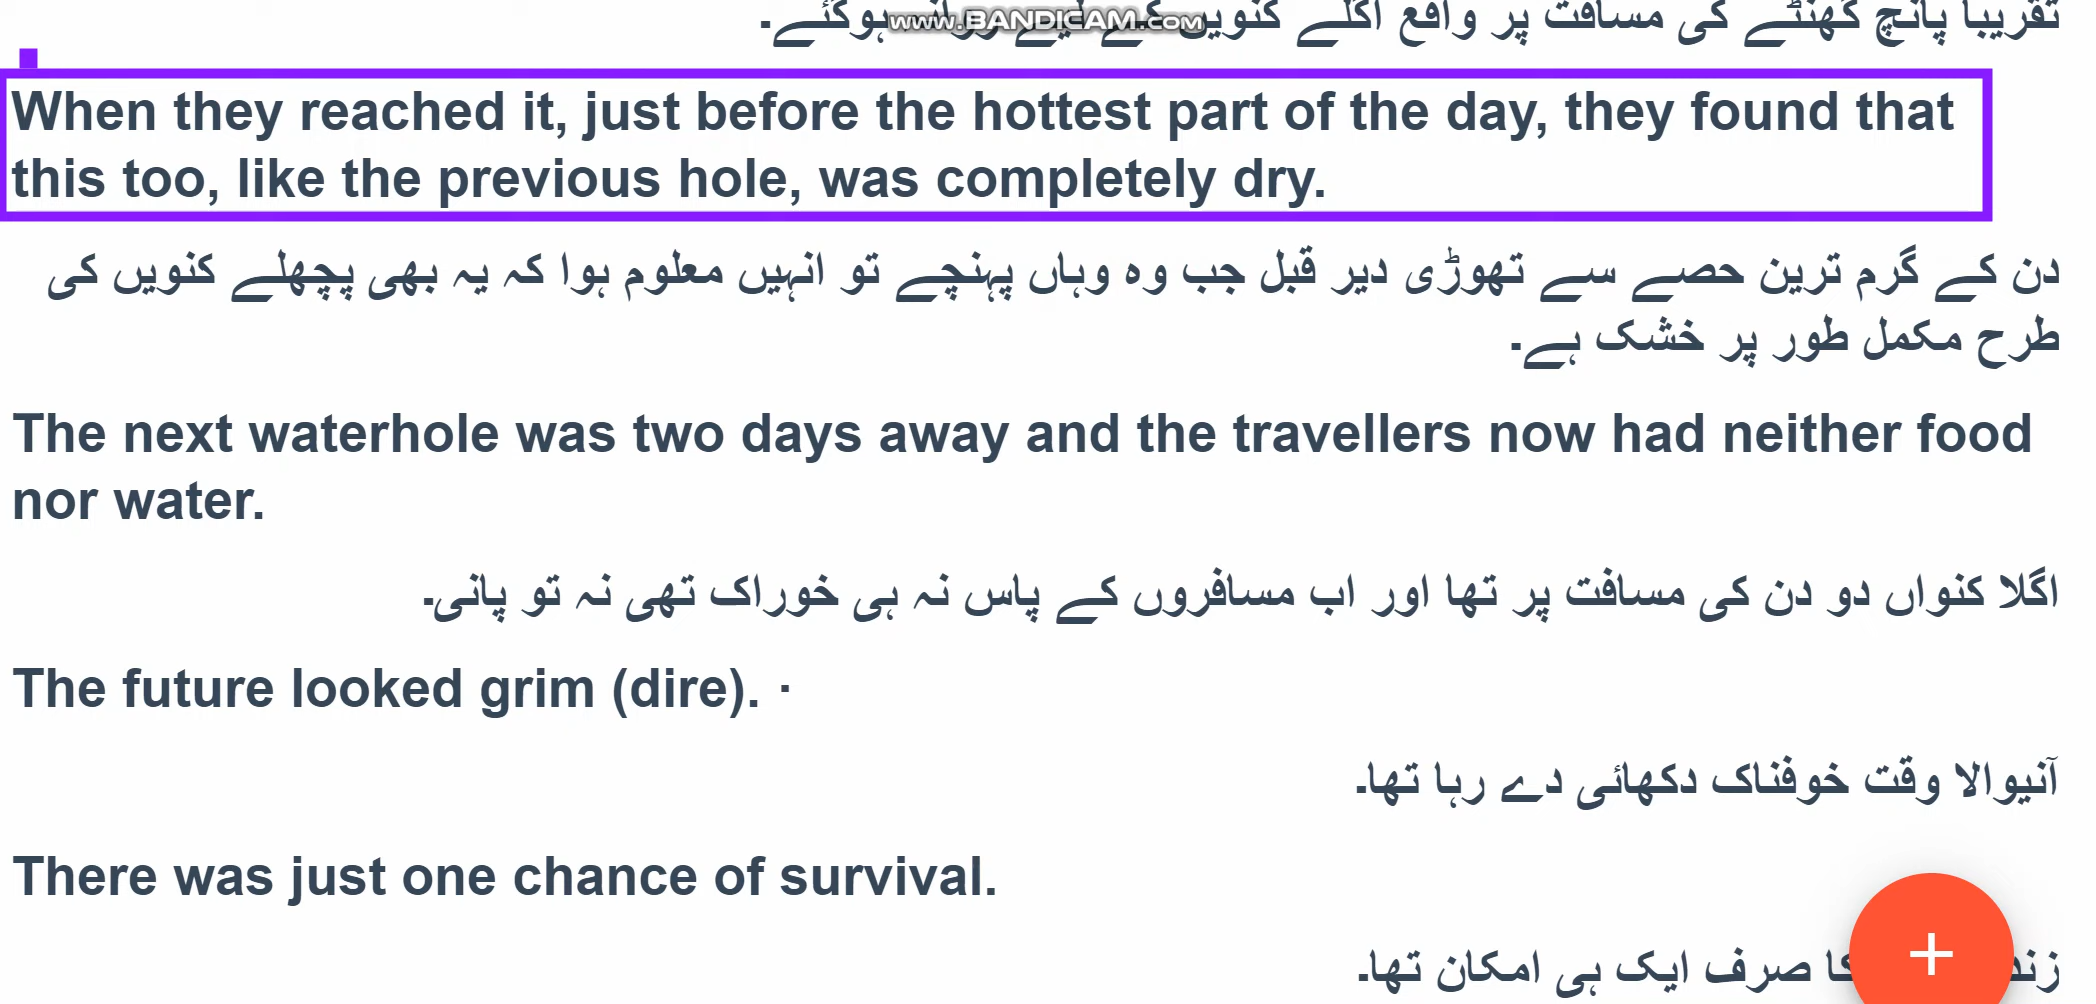 تقریباً پانچ گھنٹے کی مسافت پر واقع اگلے کنویں کے لیے روانہ ہوگئے۔
www.BANDICAM.com
When they reached it, just before the hottest part of the day, they found that
this too, like the previous hole, was completely dry.
دن کے گرم ترین حصے سے تھوڑی دیر قبل جب وہ وہاں پہنچے تو انہیں معلوم ہوا کہ یہ بھی پچھلے کنویں کی
طرح مکمل طور پر خشک ہے۔
The next waterhole was two days away and the travellers now had neither food
nor water.
اگلا کنواں دو دن کی مسافت پر تھا اور اب مسافروں کے پاس نہ ہی خوراک تھی نہ تو پانی۔
The future looked grim (dire). ·
آنیوالا وقت خوفناک دکھائی دے رہا تھا۔
There was just one chance of survival.
کا صرف ایک ہی امکان تھا۔
+